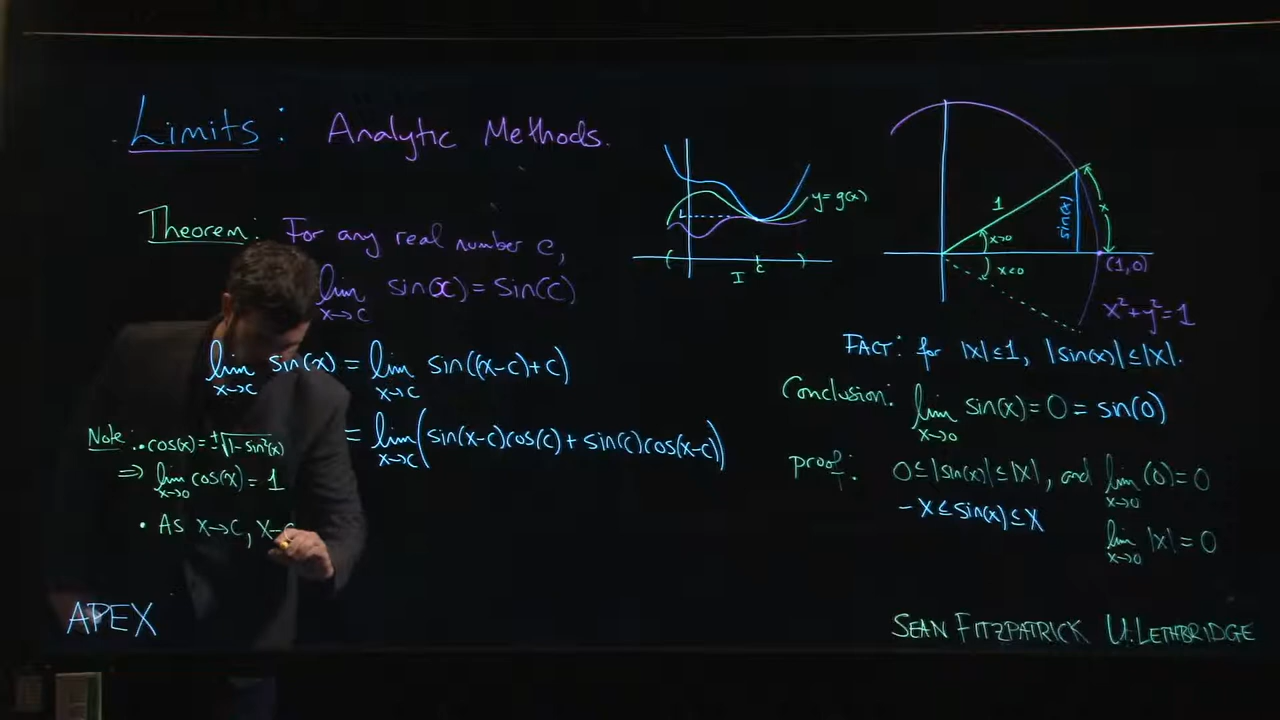 Limits: Analytic Methods.
Theorem: For any real number c,
lim x→c sin(x) = sin(c)
lim x→c sin(x) = lim x→c sin((x-c)+c)
= lim x→c (sin(x-c)cos(c) + sin(c)cos(x-c))
Note: • cos(x) = ±√(1-sin²(x))
⇒ lim x→0 cos(x) = 1
• As x→c, x-c
APEX
y=g(x)
L
I
c
1
sin(x)
x
x>0
x<0
(1,0)
x²+y²=1
FACT: for |x|≤1, |sin(x)|≤|x|.
Conclusion: lim x→0 sin(x) = 0 = sin(0)
proof: 0≤|sin(x)|≤|x|, and lim x→0 (0) = 0
-x≤sin(x)≤x
lim x→0 |x| = 0
SEAN FITZPATRICK U. LETHBRIDGE